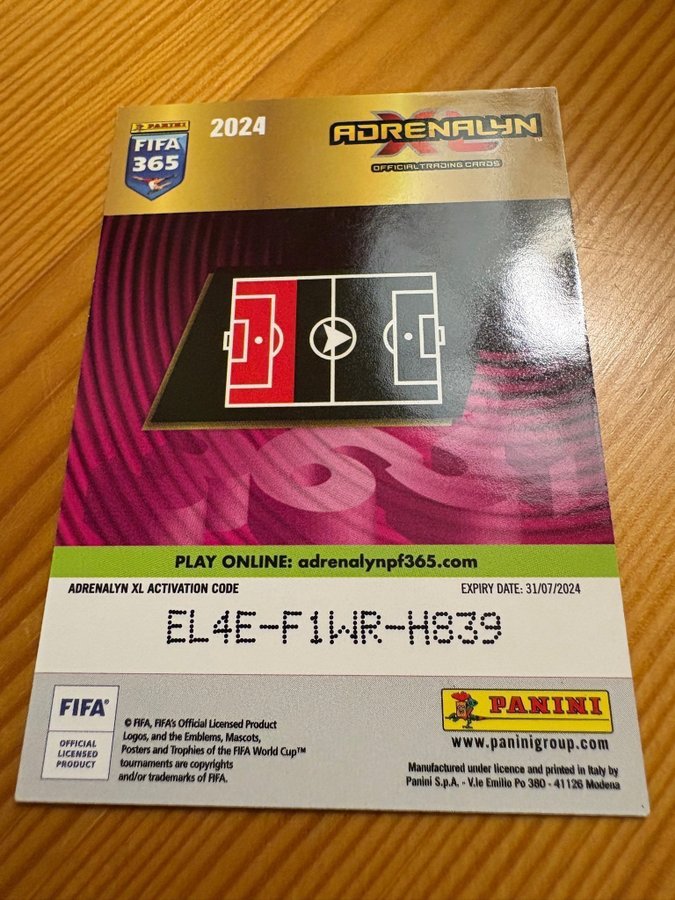 PANINI
FIFA
365
2024
ADRENALYN
XL
™
OFFICIAL TRADING CARDS
PLAY ONLINE: adrenalynpf365.com
ADRENALYN XL ACTIVATION CODE
EXPIRY DATE: 31/07/2024
EL4E-F1WR-H839
FIFA®
OFFICIAL
LICENSED
PRODUCT
© FIFA, FIFA's Official Licensed Product
Logos, and the Emblems, Mascots,
Posters and Trophies of the FIFA World Cup™
tournaments are copyrights
and/or trademarks of FIFA.
PANINI
www.paninigroup.com
Manufactured under licence and printed in Italy by
Panini S.p.A. - V.le Emilio Po 380 - 41126 Modena